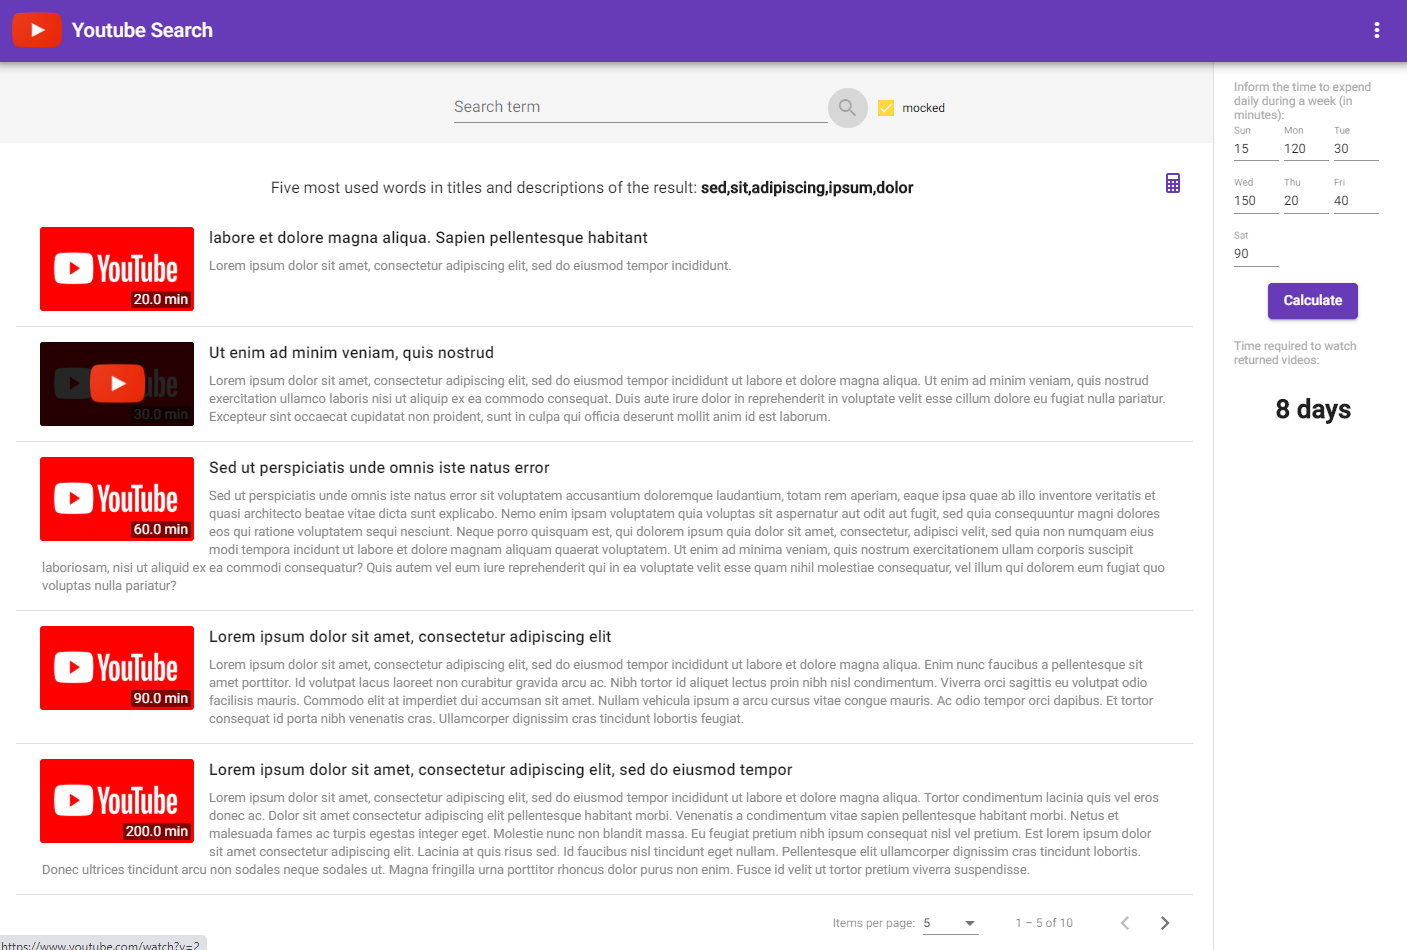 Youtube Search
Search term
mocked
Five most used words in titles and descriptions of the result: sed,sit,adipiscing,ipsum,dolor
YouTube
20.0 min
labore et dolore magna aliqua. Sapien pellentesque habitant
Lorem ipsum dolor sit amet, consectetur adipiscing elit, sed do eiusmod tempor incididunt.
30.0 min
Ut enim ad minim veniam, quis nostrud
Lorem ipsum dolor sit amet, consectetur adipiscing elit, sed do eiusmod tempor incididunt ut labore et dolore magna aliqua. Ut enim ad minim veniam, quis nostrud
exercitation ullamco laboris nisi ut aliquip ex ea commodo consequat. Duis aute irure dolor in reprehenderit in voluptate velit esse cillum dolore eu fugiat nulla pariatur.
Excepteur sint occaecat cupidatat non proident, sunt in culpa qui officia deserunt mollit anim id est laborum.
YouTube
60.0 min
Sed ut perspiciatis unde omnis iste natus error
Sed ut perspiciatis unde omnis iste natus error sit voluptatem accusantium doloremque laudantium, totam rem aperiam, eaque ipsa quae ab illo inventore veritatis et
quasi architecto beatae vitae dicta sunt explicabo. Nemo enim ipsam voluptatem quia voluptas sit aspernatur aut odit aut fugit, sed quia consequuntur magni dolores
eos qui ratione voluptatem sequi nesciunt. Neque porro quisquam est, qui dolorem ipsum quia dolor sit amet, consectetur, adipisci velit, sed quia non numquam eius
modi tempora incidunt ut labore et dolore magnam aliquam quaerat voluptatem. Ut enim ad minima veniam, quis nostrum exercitationem ullam corporis suscipit
laboriosam, nisi ut aliquid ex ea commodi consequatur? Quis autem vel eum iure reprehenderit qui in ea voluptate velit esse quam nihil molestiae consequatur, vel illum qui dolorem eum fugiat quo
voluptas nulla pariatur?
YouTube
90.0 min
Lorem ipsum dolor sit amet, consectetur adipiscing elit
Lorem ipsum dolor sit amet, consectetur adipiscing elit, sed do eiusmod tempor incididunt ut labore et dolore magna aliqua. Enim nunc faucibus a pellentesque sit
amet porttitor. Id volutpat lacus laoreet non curabitur gravida arcu ac. Nibh tortor id aliquet lectus proin nibh nisl condimentum. Viverra orci sagittis eu volutpat odio
facilisis mauris. Commodo elit at imperdiet dui accumsan sit amet. Nullam vehicula ipsum a arcu cursus vitae congue mauris. Ac odio tempor orci dapibus. Et tortor
consequat id porta nibh venenatis cras. Ullamcorper dignissim cras tincidunt lobortis feugiat.
YouTube
200.0 min
Lorem ipsum dolor sit amet, consectetur adipiscing elit, sed do eiusmod tempor
Lorem ipsum dolor sit amet, consectetur adipiscing elit, sed do eiusmod tempor incididunt ut labore et dolore magna aliqua. Tortor condimentum lacinia quis vel eros
donec ac. Dolor sit amet consectetur adipiscing elit pellentesque habitant morbi. Venenatis a condimentum vitae sapien pellentesque habitant morbi. Netus et
malesuada fames ac turpis egestas integer eget. Molestie nunc non blandit massa. Eu feugiat pretium nibh ipsum consequat nisl vel pretium. Est lorem ipsum dolor
sit amet consectetur adipiscing elit. Lacinia at quis risus sed. Id faucibus nisl tincidunt eget nullam. Pellentesque elit ullamcorper dignissim cras tincidunt lobortis.
Donec ultrices tincidunt arcu non sodales neque sodales ut. Magna fringilla urna porttitor rhoncus dolor purus non enim. Fusce id velit ut tortor pretium viverra suspendisse.
Items per page: 5 1 – 5 of 10
https://www.youtube.com/watch?v=2
Inform the time to expend
daily during a week (in
minutes):
Sun Mon Tue
15 120 30
Wed Thu Fri
150 20 40
Sat
90
Calculate
Time required to watch
returned videos:
8 days